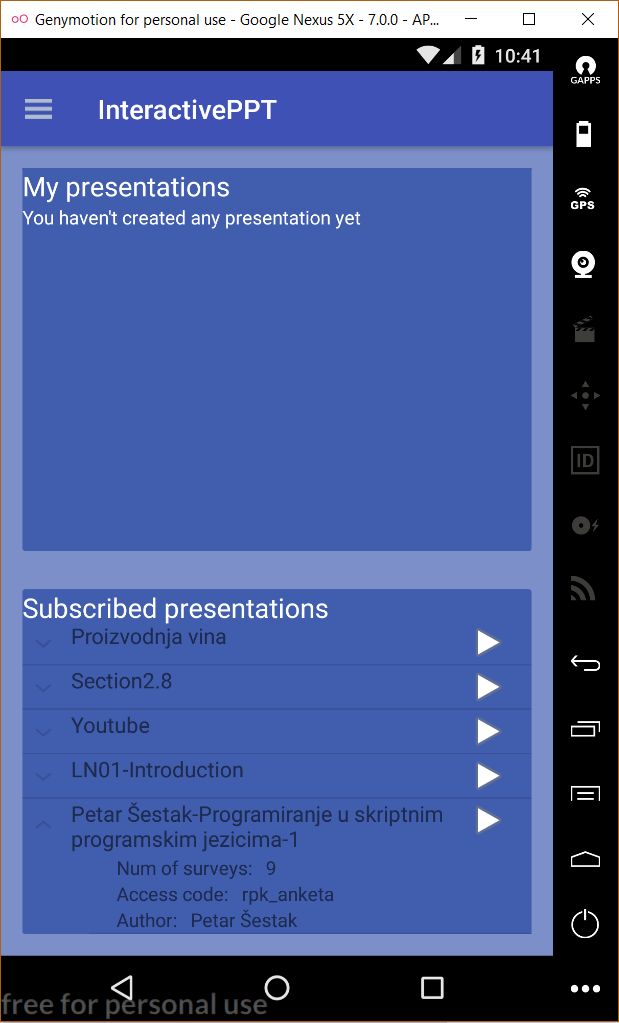 Genymotion for personal use - Google Nexus 5X - 7.0.0 - AP...
10:41
GAPPS
InteractivePPT
GPS
My presentations
You haven't created any presentation yet
ID
Subscribed presentations
Proizvodnja vina
Section2.8
Youtube
LN01-Introduction
Petar Šestak-Programiranje u skriptnim
programskim jezicima-1
Num of surveys: 9
Access code: rpk_anketa
Author: Petar Šestak
free for personal use